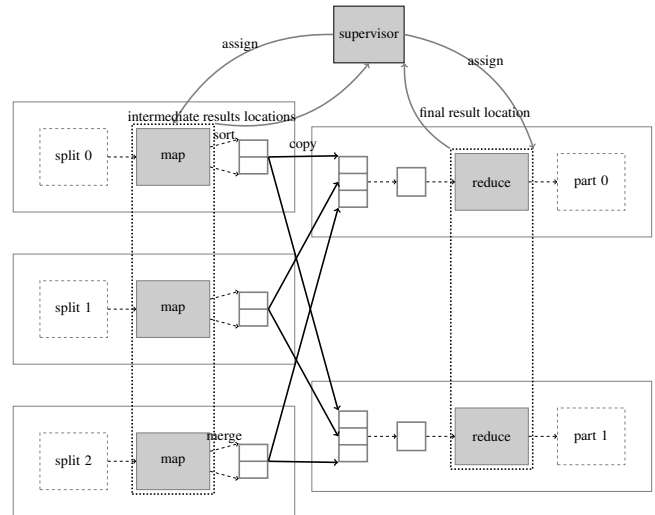 supervisor
assign
assign
intermediate results locations
final result location
sort
copy
split 0
map
reduce
part 0
split 1
map
merge
split 2
map
reduce
part 1